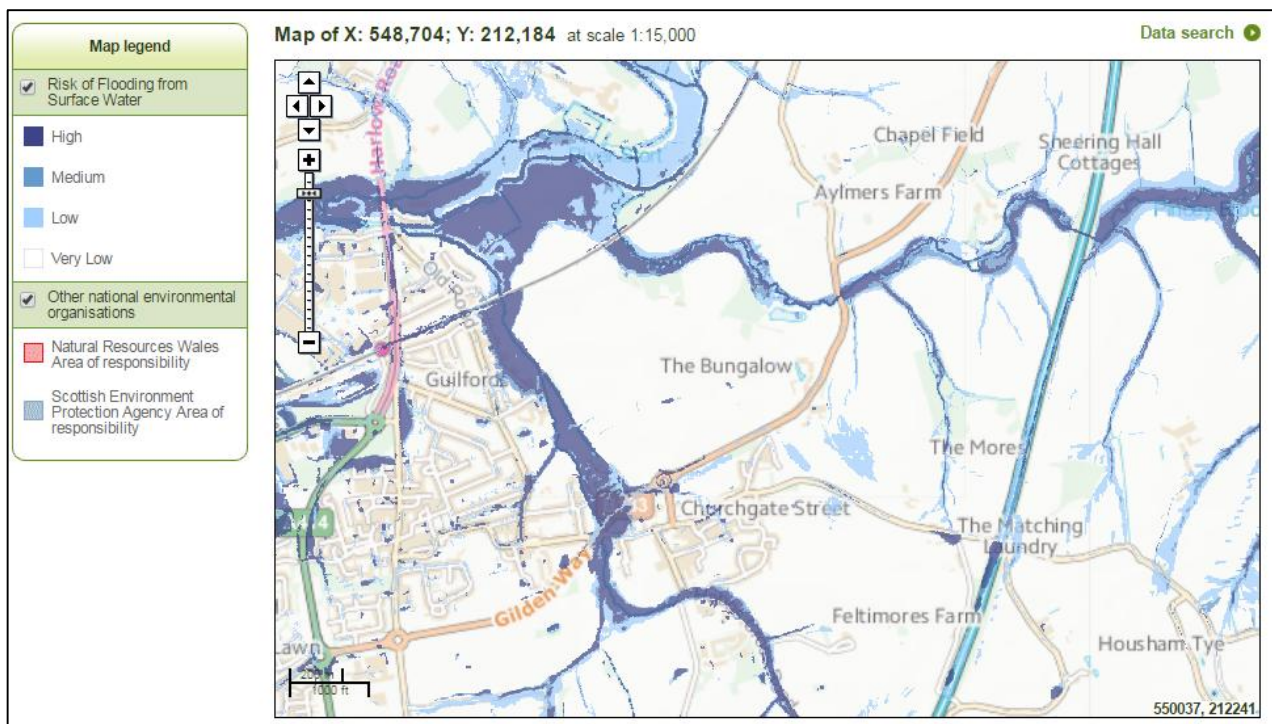 Map legend
Risk of Flooding from
Surface Water
High
Medium
Low
Very Low
Other national environmental
organisations
Natural Resources Wales
Area of responsibility
Scottish Environment
Protection Agency Area of
responsibility
Map of X: 548,704; Y: 212,184 at scale 1:15,000
Data search
Harlow Road
Chapel Field
Sheering Hall
Cottages
Aylmers Farm
Old Road
The Bungalow
Guilfords
The Mores
Churchgate Street
The Matching
Laundry
Gilden Way
Feltimores Farm
Housham Tye
200 m
1000 ft
550037, 212241